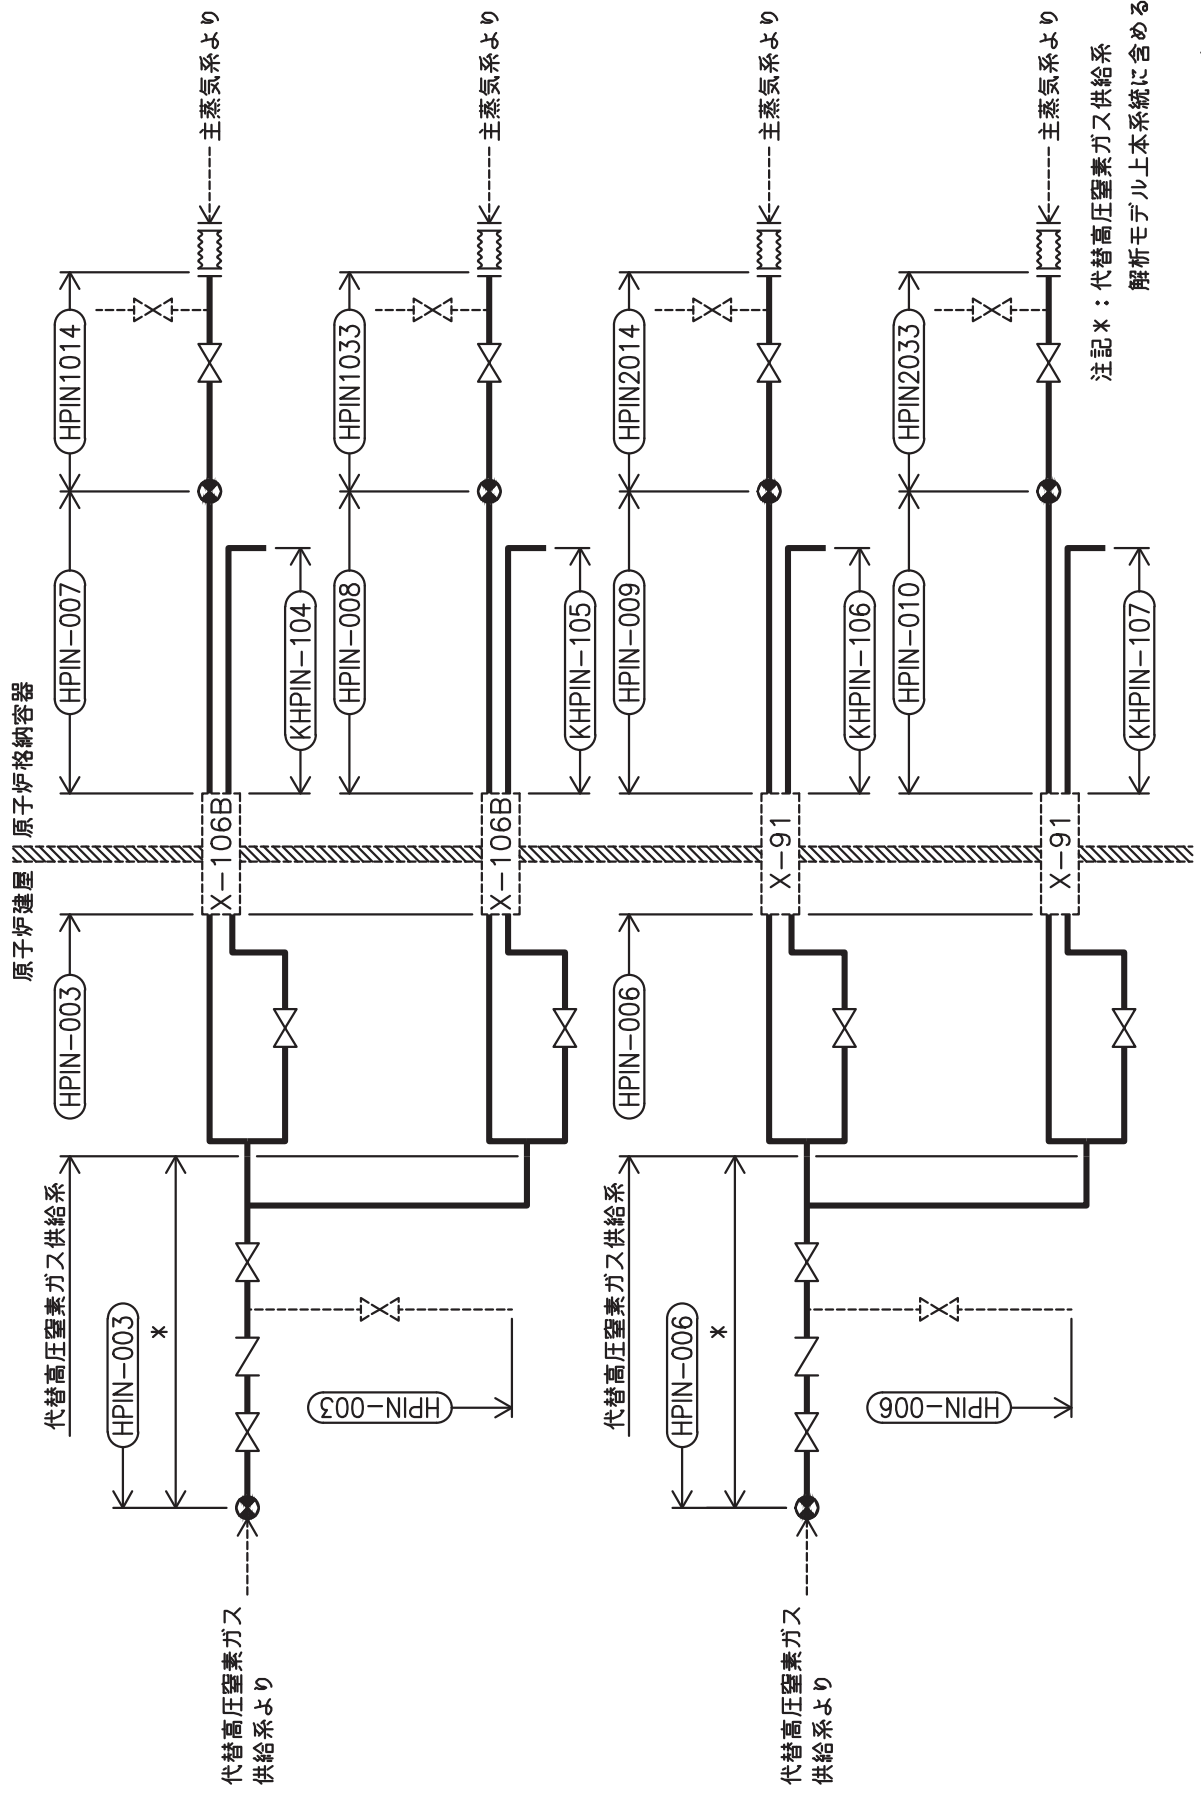 原子炉建屋
原子炉格納容器
代替高圧窒素ガス供給系
HPIN-003
HPIN-007
HPIN1014
HPIN-003
*
代替高圧窒素ガス
供給系より
X-106B
主蒸気系より
KHPIN-104
HPIN-003
HPIN-008
HPIN1033
X-106B
主蒸気系より
KHPIN-105
代替高圧窒素ガス供給系
HPIN-006
HPIN-009
HPIN2014
HPIN-006
*
代替高圧窒素ガス
供給系より
X-91
主蒸気系より
KHPIN-106
HPIN-006
HPIN-010
HPIN2033
X-91
主蒸気系より
KHPIN-107
注記*:代替高圧窒素ガス供給系
解析モデル上本系統に含める